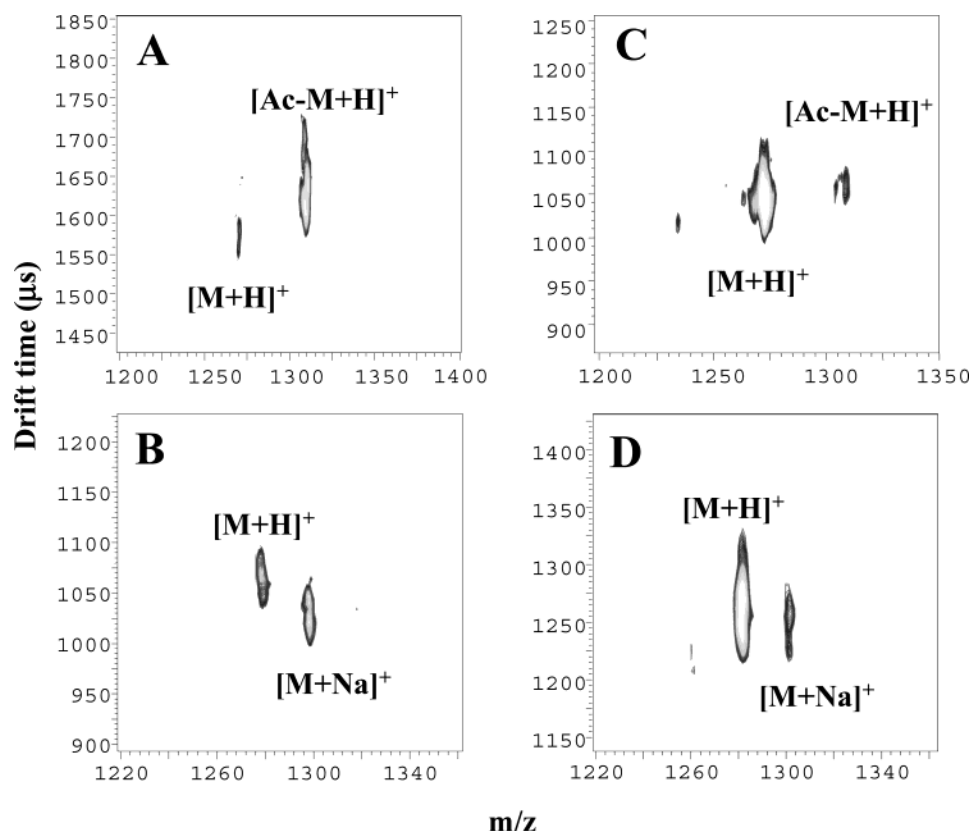 A
1850
1800
1750
1700
1650
1600
1550
1500
1450
[Ac-M+H]⁺
[M+H]⁺
1200 1250 1300 1350 1400
C
1250
1200
1150
1100
1050
1000
950
900
[Ac-M+H]⁺
[M+H]⁺
1200 1250 1300 1350
Drift time (µs)
B
1200
1150
1100
1050
1000
950
900
[M+H]⁺
[M+Na]⁺
1220 1260 1300 1340
D
1400
1350
1300
1250
1200
1150
[M+H]⁺
[M+Na]⁺
1220 1260 1300 1340
m/z